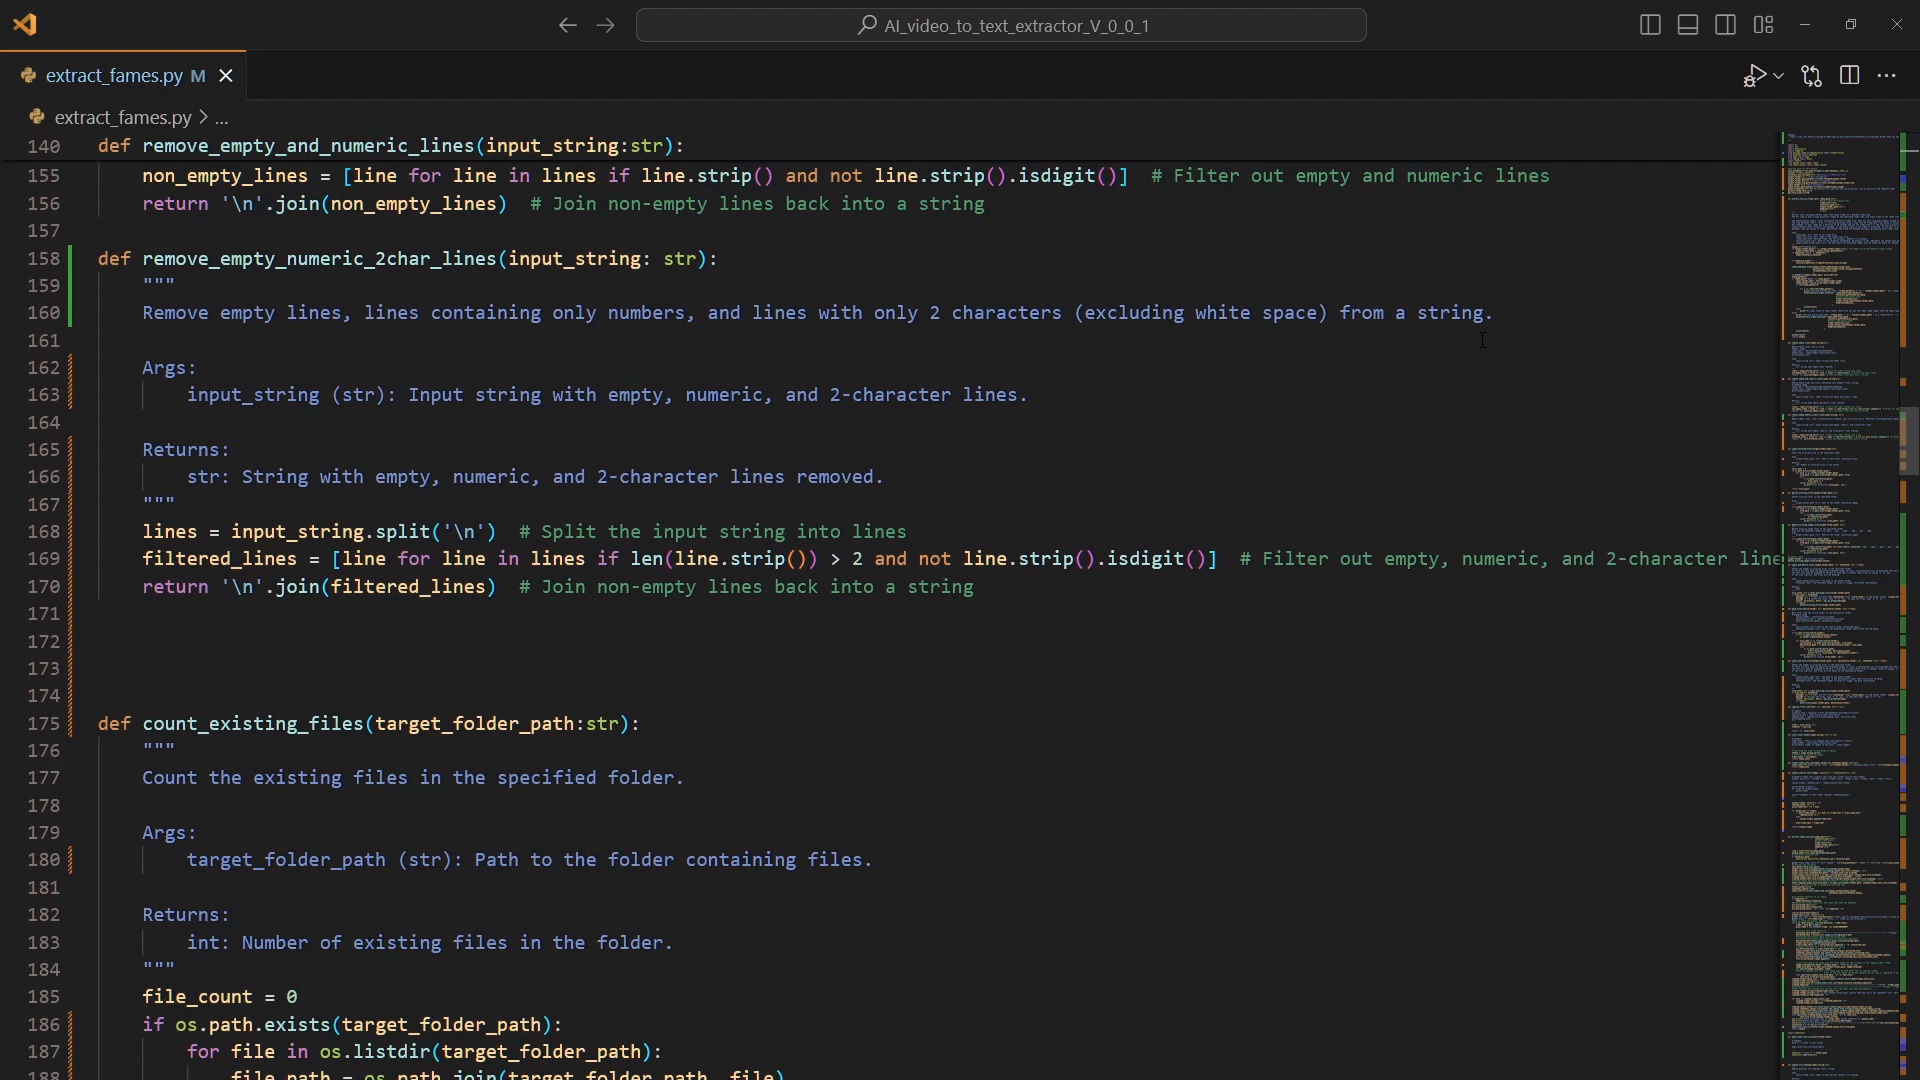 AI_video_to_text_extractor_V_0_0_1
extract_fames.py M
extract_fames.py > ...
140 def remove_empty_and_numeric_lines(input_string:str):
155 non_empty_lines = [line for line in lines if line.strip() and not line.strip().isdigit()]  # Filter out empty and numeric lines
156 return '\n'.join(non_empty_lines)  # Join non-empty lines back into a string
157
158 def remove_empty_numeric_2char_lines(input_string: str):
159 """
160 Remove empty lines, lines containing only numbers, and lines with only 2 characters (excluding white space) from a string.
161
162 Args:
163 input_string (str): Input string with empty, numeric, and 2-character lines.
164
165 Returns:
166 str: String with empty, numeric, and 2-character lines removed.
167 """
168 lines = input_string.split('\n')  # Split the input string into lines
169 filtered_lines = [line for line in lines if len(line.strip()) > 2 and not line.strip().isdigit()]  # Filter out empty, numeric, and 2-character line
170 return '\n'.join(filtered_lines)  # Join non-empty lines back into a string
171
172
173
174
175 def count_existing_files(target_folder_path:str):
176 """
177 Count the existing files in the specified folder.
178
179 Args:
180 target_folder_path (str): Path to the folder containing files.
181
182 Returns:
183 int: Number of existing files in the folder.
184 """
185 file_count = 0
186 if os.path.exists(target_folder_path):
187 for file in os.listdir(target_folder_path):
188 file_path = os.path.join(target_folder_path, file)